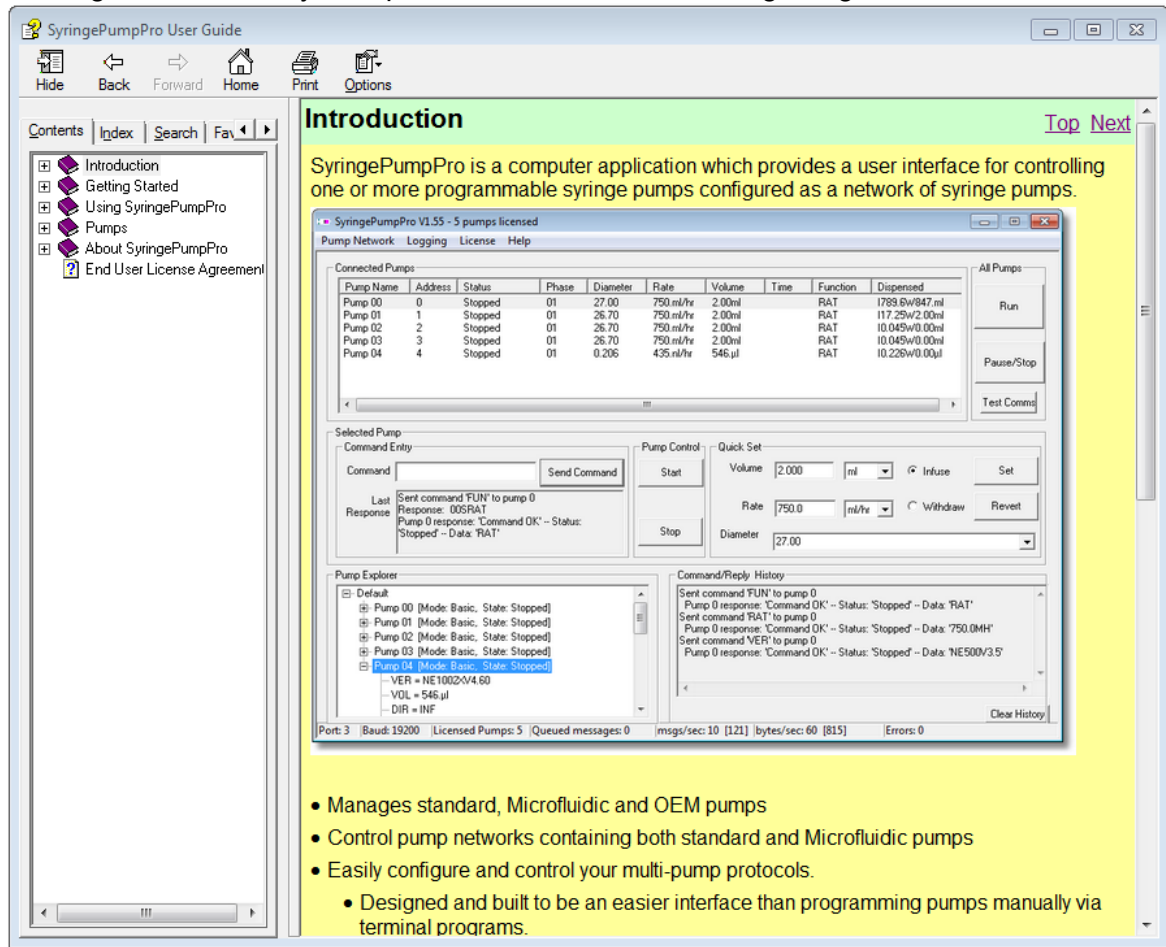 SyringePumpPro User Guide
Hide Back Forward Home Print Options
Contents Index Search Fav
Introduction
Getting Started
Using SyringePumpPro
Pumps
About SyringePumpPro
End User License Agreement
Introduction
Top Next
SyringePumpPro is a computer application which provides a user interface for controlling
one or more programmable syringe pumps configured as a network of syringe pumps.
SyringePumpPro V1.55 - 5 pumps licensed
Pump Network Logging License Help
Connected Pumps
Pump Name Address Status Phase Diameter Rate Volume Time Function Dispensed
Pump 00 0 Stopped 01 27.00 750.ml/hr 2.00ml RAT I789.6W847.ml
Pump 01 1 Stopped 01 26.70 750.ml/hr 2.00ml RAT I17.25W2.00ml
Pump 02 2 Stopped 01 26.70 750.ml/hr 2.00ml RAT I0.045W0.00ml
Pump 03 3 Stopped 01 26.70 750.ml/hr 2.00ml RAT I0.045W0.00ml
Pump 04 4 Stopped 01 0.206 435.nl/hr 546.µl RAT I0.226W0.00µl
All Pumps
Run
Pause/Stop
Test Comms
Selected Pump
Command Entry
Command
Send Command
Last
Response
Sent command 'FUN' to pump 0
Response: 00SRAT
Pump 0 response: 'Command OK' -- Status:
'Stopped' -- Data: 'RAT'
Pump Control
Start
Stop
Quick Set
Volume 2.000 ml Infuse Set
Rate 750.0 ml/hr Withdraw Revert
Diameter 27.00
Pump Explorer
Default
Pump 00 [Mode: Basic, State: Stopped]
Pump 01 [Mode: Basic, State: Stopped]
Pump 02 [Mode: Basic, State: Stopped]
Pump 03 [Mode: Basic, State: Stopped]
Pump 04 [Mode: Basic, State: Stopped]
VER = NE1002XV4.60
VOL = 546.µl
DIR = INF
Command/Reply History
Sent command 'FUN' to pump 0
Pump 0 response: 'Command OK' -- Status: 'Stopped' -- Data: 'RAT'
Sent command 'RAT' to pump 0
Pump 0 response: 'Command OK' -- Status: 'Stopped' -- Data: '750.0MH'
Sent command 'VER' to pump 0
Pump 0 response: 'Command OK' -- Status: 'Stopped' -- Data: 'NE500V3.5'
Clear History
Port: 3 Baud: 19200 Licensed Pumps: 5 Queued messages: 0 msgs/sec: 10 [121] bytes/sec: 60 [815] Errors: 0
• Manages standard, Microfluidic and OEM pumps
• Control pump networks containing both standard and Microfluidic pumps
• Easily configure and control your multi-pump protocols.
• Designed and built to be an easier interface than programming pumps manually via
terminal programs.